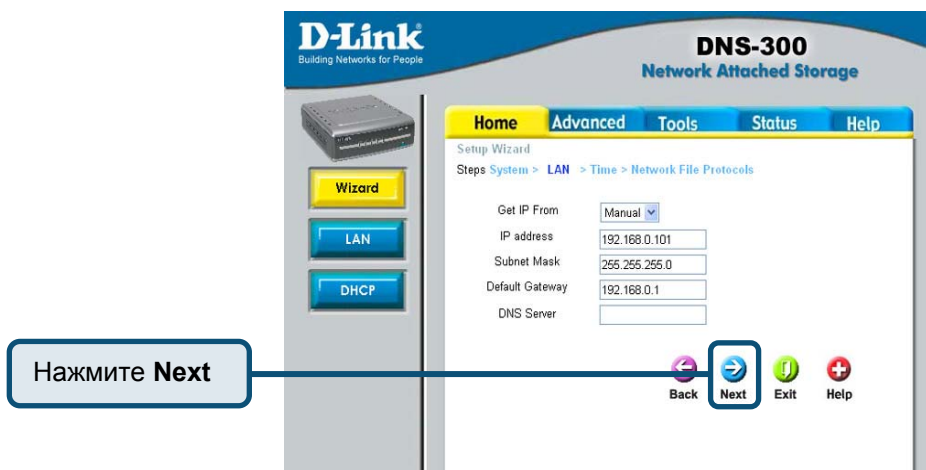 D-Link
Building Networks for People
DNS-300
Network Attached Storage
Home Advanced Tools Status Help
Setup Wizard
Steps System > LAN > Time > Network File Protocols
Wizard
LAN
DHCP
Get IP From Manual
IP address 192.168.0.101
Subnet Mask 255.255.255.0
Default Gateway 192.168.0.1
DNS Server
Нажмите Next
Back Next Exit Help